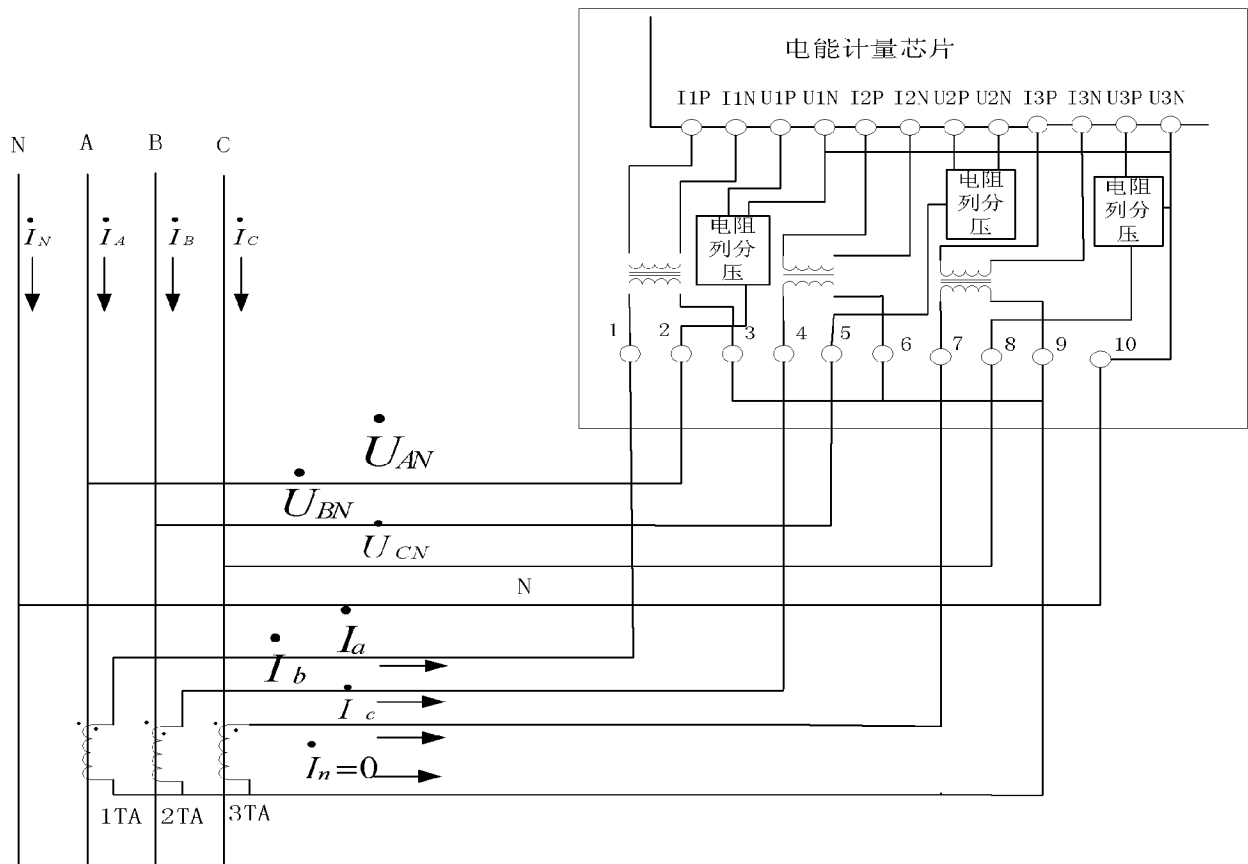 电能计量芯片
I1P I1N U1P U1N I2P I2N U2P U2N I3P I3N U3P U3N
N A B C
İN İA İB İC
电阻
列分
压
电阻
列分
压
电阻
列分
压
1 2 3 4 5 6 7 8 9 10
U̇AN
U̇BN
U̇CN
N
İa
İb
İc
İn=0
1TA 2TA 3TA